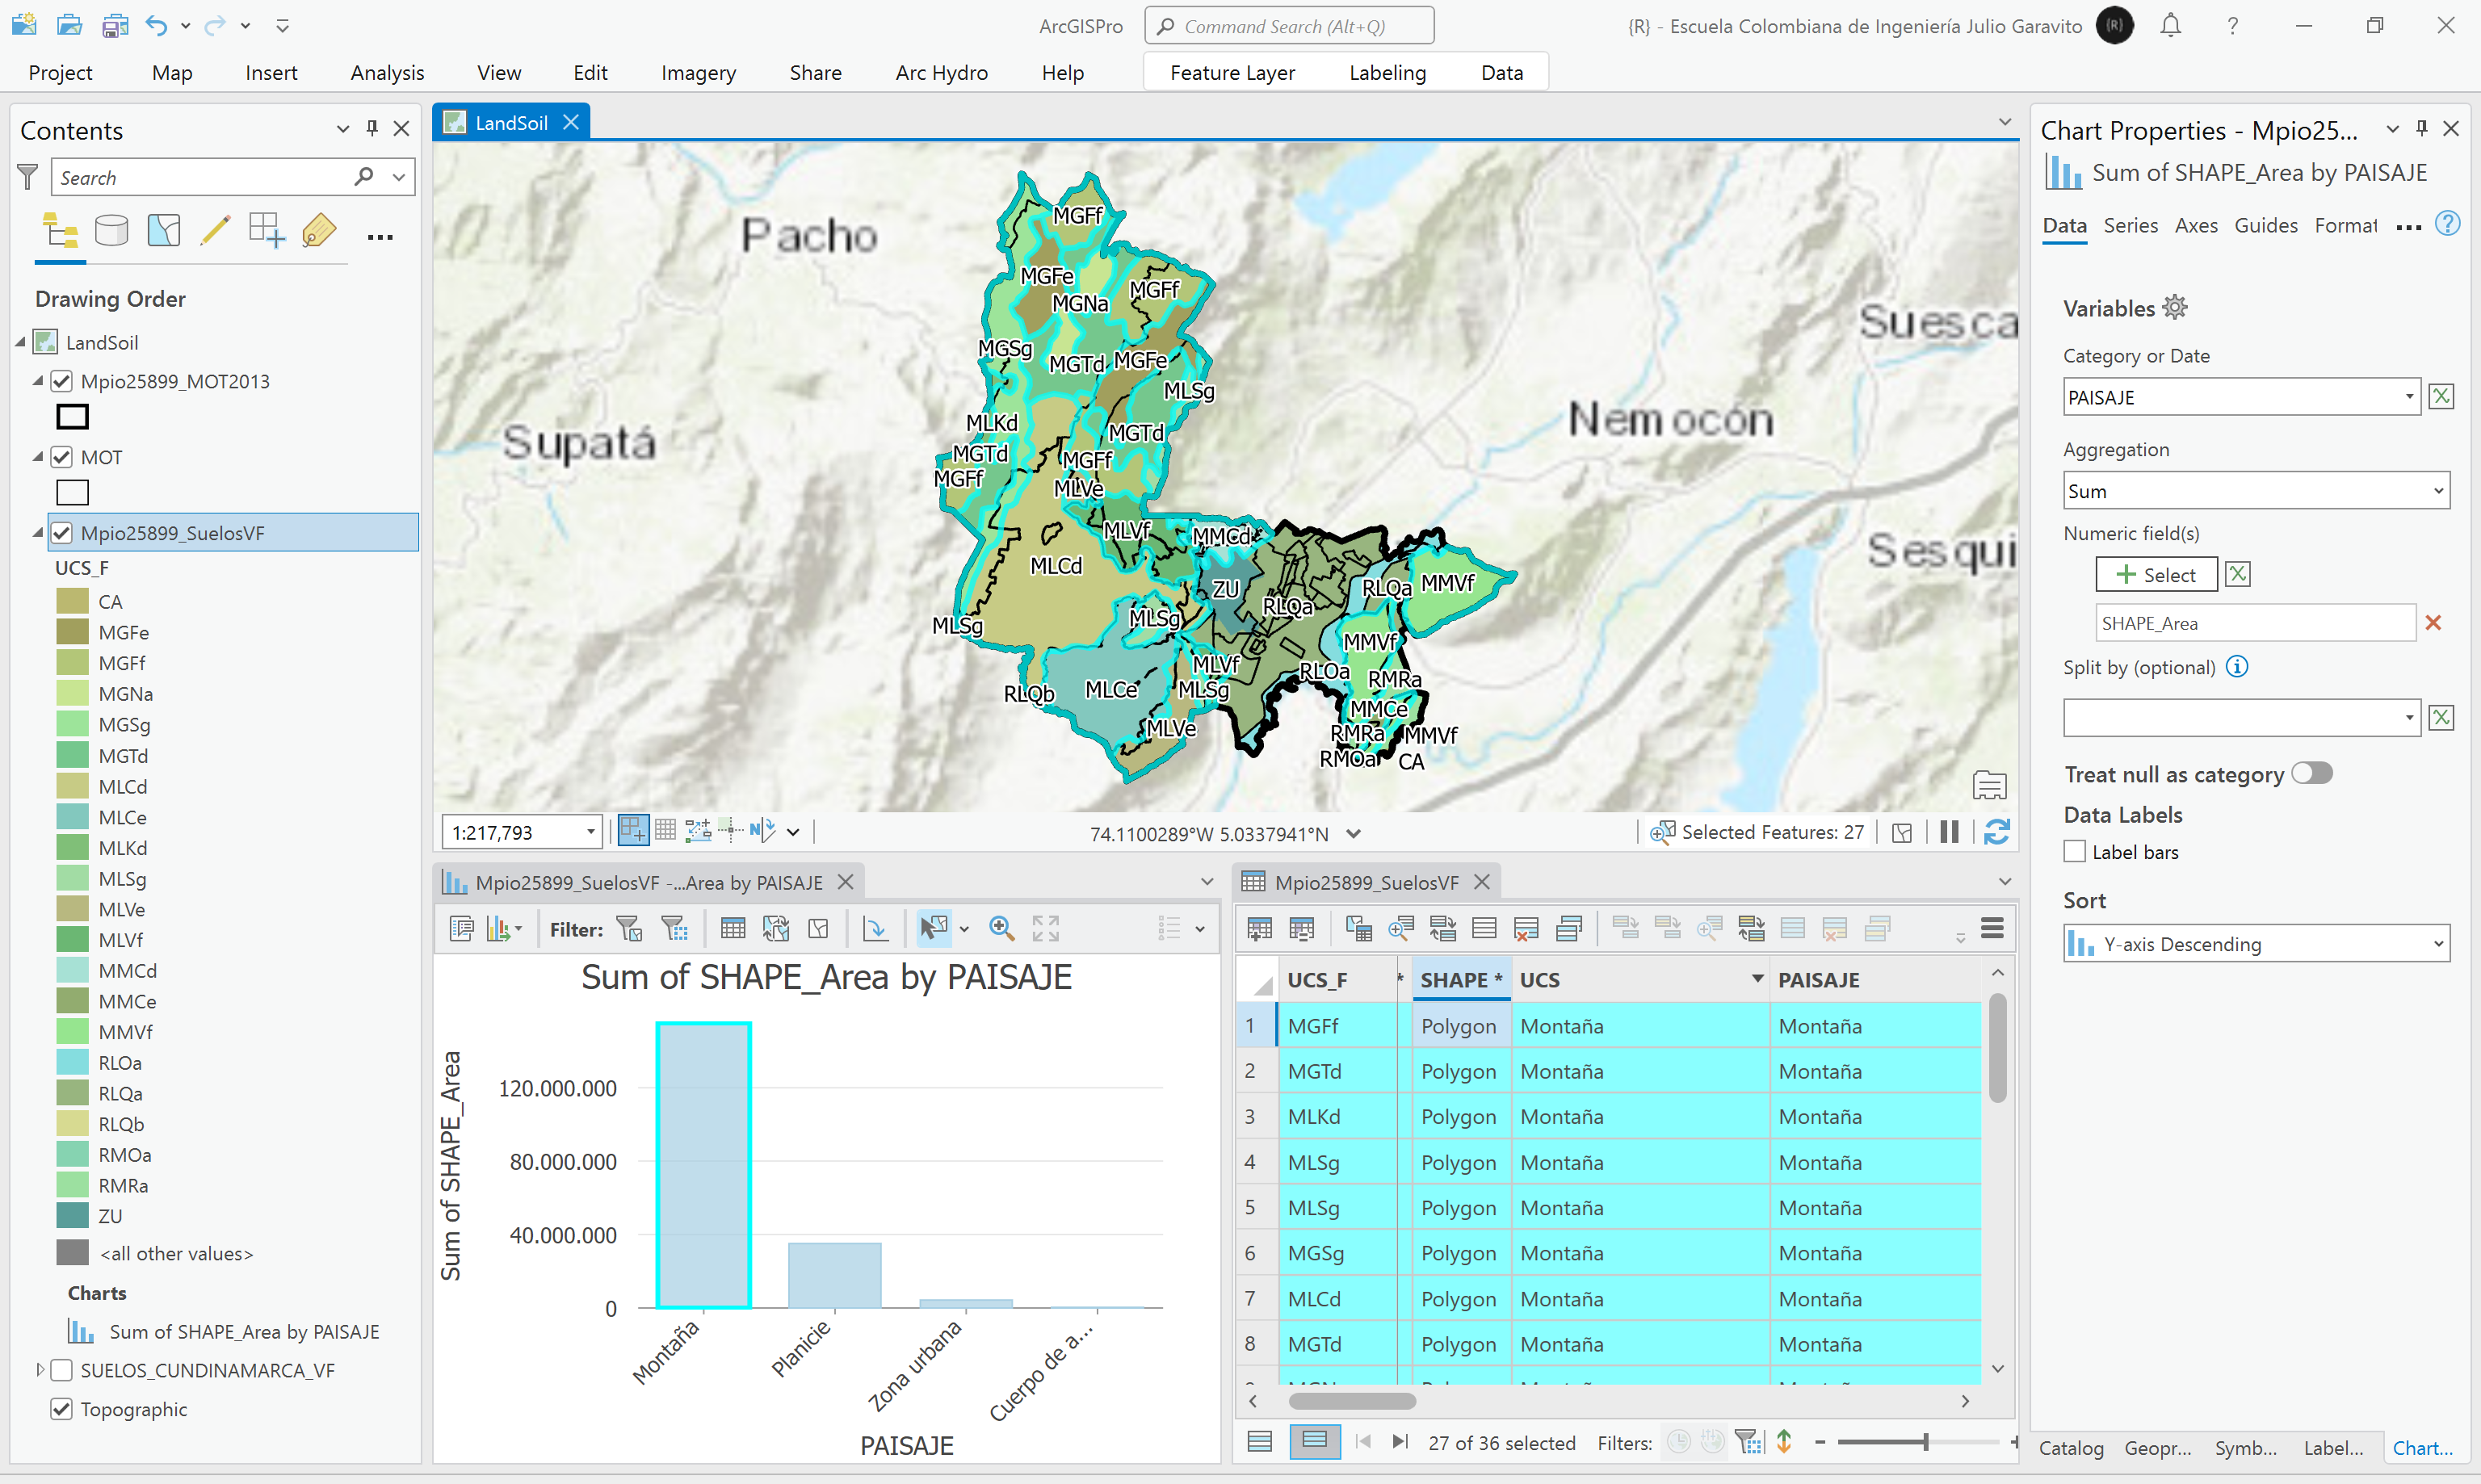 ArcGISPro
Command Search (Alt+Q)
{R} - Escuela Colombiana de Ingeniería Julio Garavito
{R}
Project
Map
Insert
Analysis
View
Edit
Imagery
Share
Arc Hydro
Help
Feature Layer
Labeling
Data
Contents
Search
Drawing Order
LandSoil
Mpio25899_MOT2013
MOT
Mpio25899_SuelosVF
UCS_F
CA
MGFe
MGFf
MGNa
MGSg
MGTd
MLCd
MLCe
MLKd
MLSg
MLVe
MLVf
MMCd
MMCe
MMVf
RLOa
RLQa
RLQb
RMOa
RMRa
ZU
<all other values>
Charts
Sum of SHAPE_Area by PAISAJE
SUELOS_CUNDINAMARCA_VF
Topographic
LandSoil
Pacho
Supatá
Nemocón
Suesca
Sesqui
MGFf
MGFe
MGFf
MGNa
MGSg
MGTd
MGFe
MLSg
MLKd
MGTd
MGTd
MGFf
MGFf
MLVe
MLVf
MMCd
MLCd
ZU
RLQa
RLQa
MMVf
MLSg
MLSg
MMVf
MLVf
RLOa
RMRa
RLQb
MLCe
MLSg
MMCe
MLVe
RMRa
MMVf
RMOa
CA
1:217,793
74.1100289°W 5.0337941°N
Selected Features: 27
Mpio25899_SuelosVF -...Area by PAISAJE
Filter:
Sum of SHAPE_Area by PAISAJE
Sum of SHAPE_Area
120.000.000
80.000.000
40.000.000
0
Montaña
Planicie
Zona urbana
Cuerpo de a...
PAISAJE
Mpio25899_SuelosVF
UCS_F * SHAPE * UCS PAISAJE
1 MGFf Polygon Montaña Montaña
2 MGTd Polygon Montaña Montaña
3 MLKd Polygon Montaña Montaña
4 MLSg Polygon Montaña Montaña
5 MLSg Polygon Montaña Montaña
6 MGSg Polygon Montaña Montaña
7 MLCd Polygon Montaña Montaña
8 MGTd Polygon Montaña Montaña
27 of 36 selected
Filters:
Chart Properties - Mpio25...
Sum of SHAPE_Area by PAISAJE
Data
Series
Axes
Guides
Format
Variables
Category or Date
PAISAJE
Aggregation
Sum
Numeric field(s)
Select
SHAPE_Area
Split by (optional)
Treat null as category
Data Labels
Label bars
Sort
Y-axis Descending
Catalog
Geopr...
Symb...
Label...
Chart...